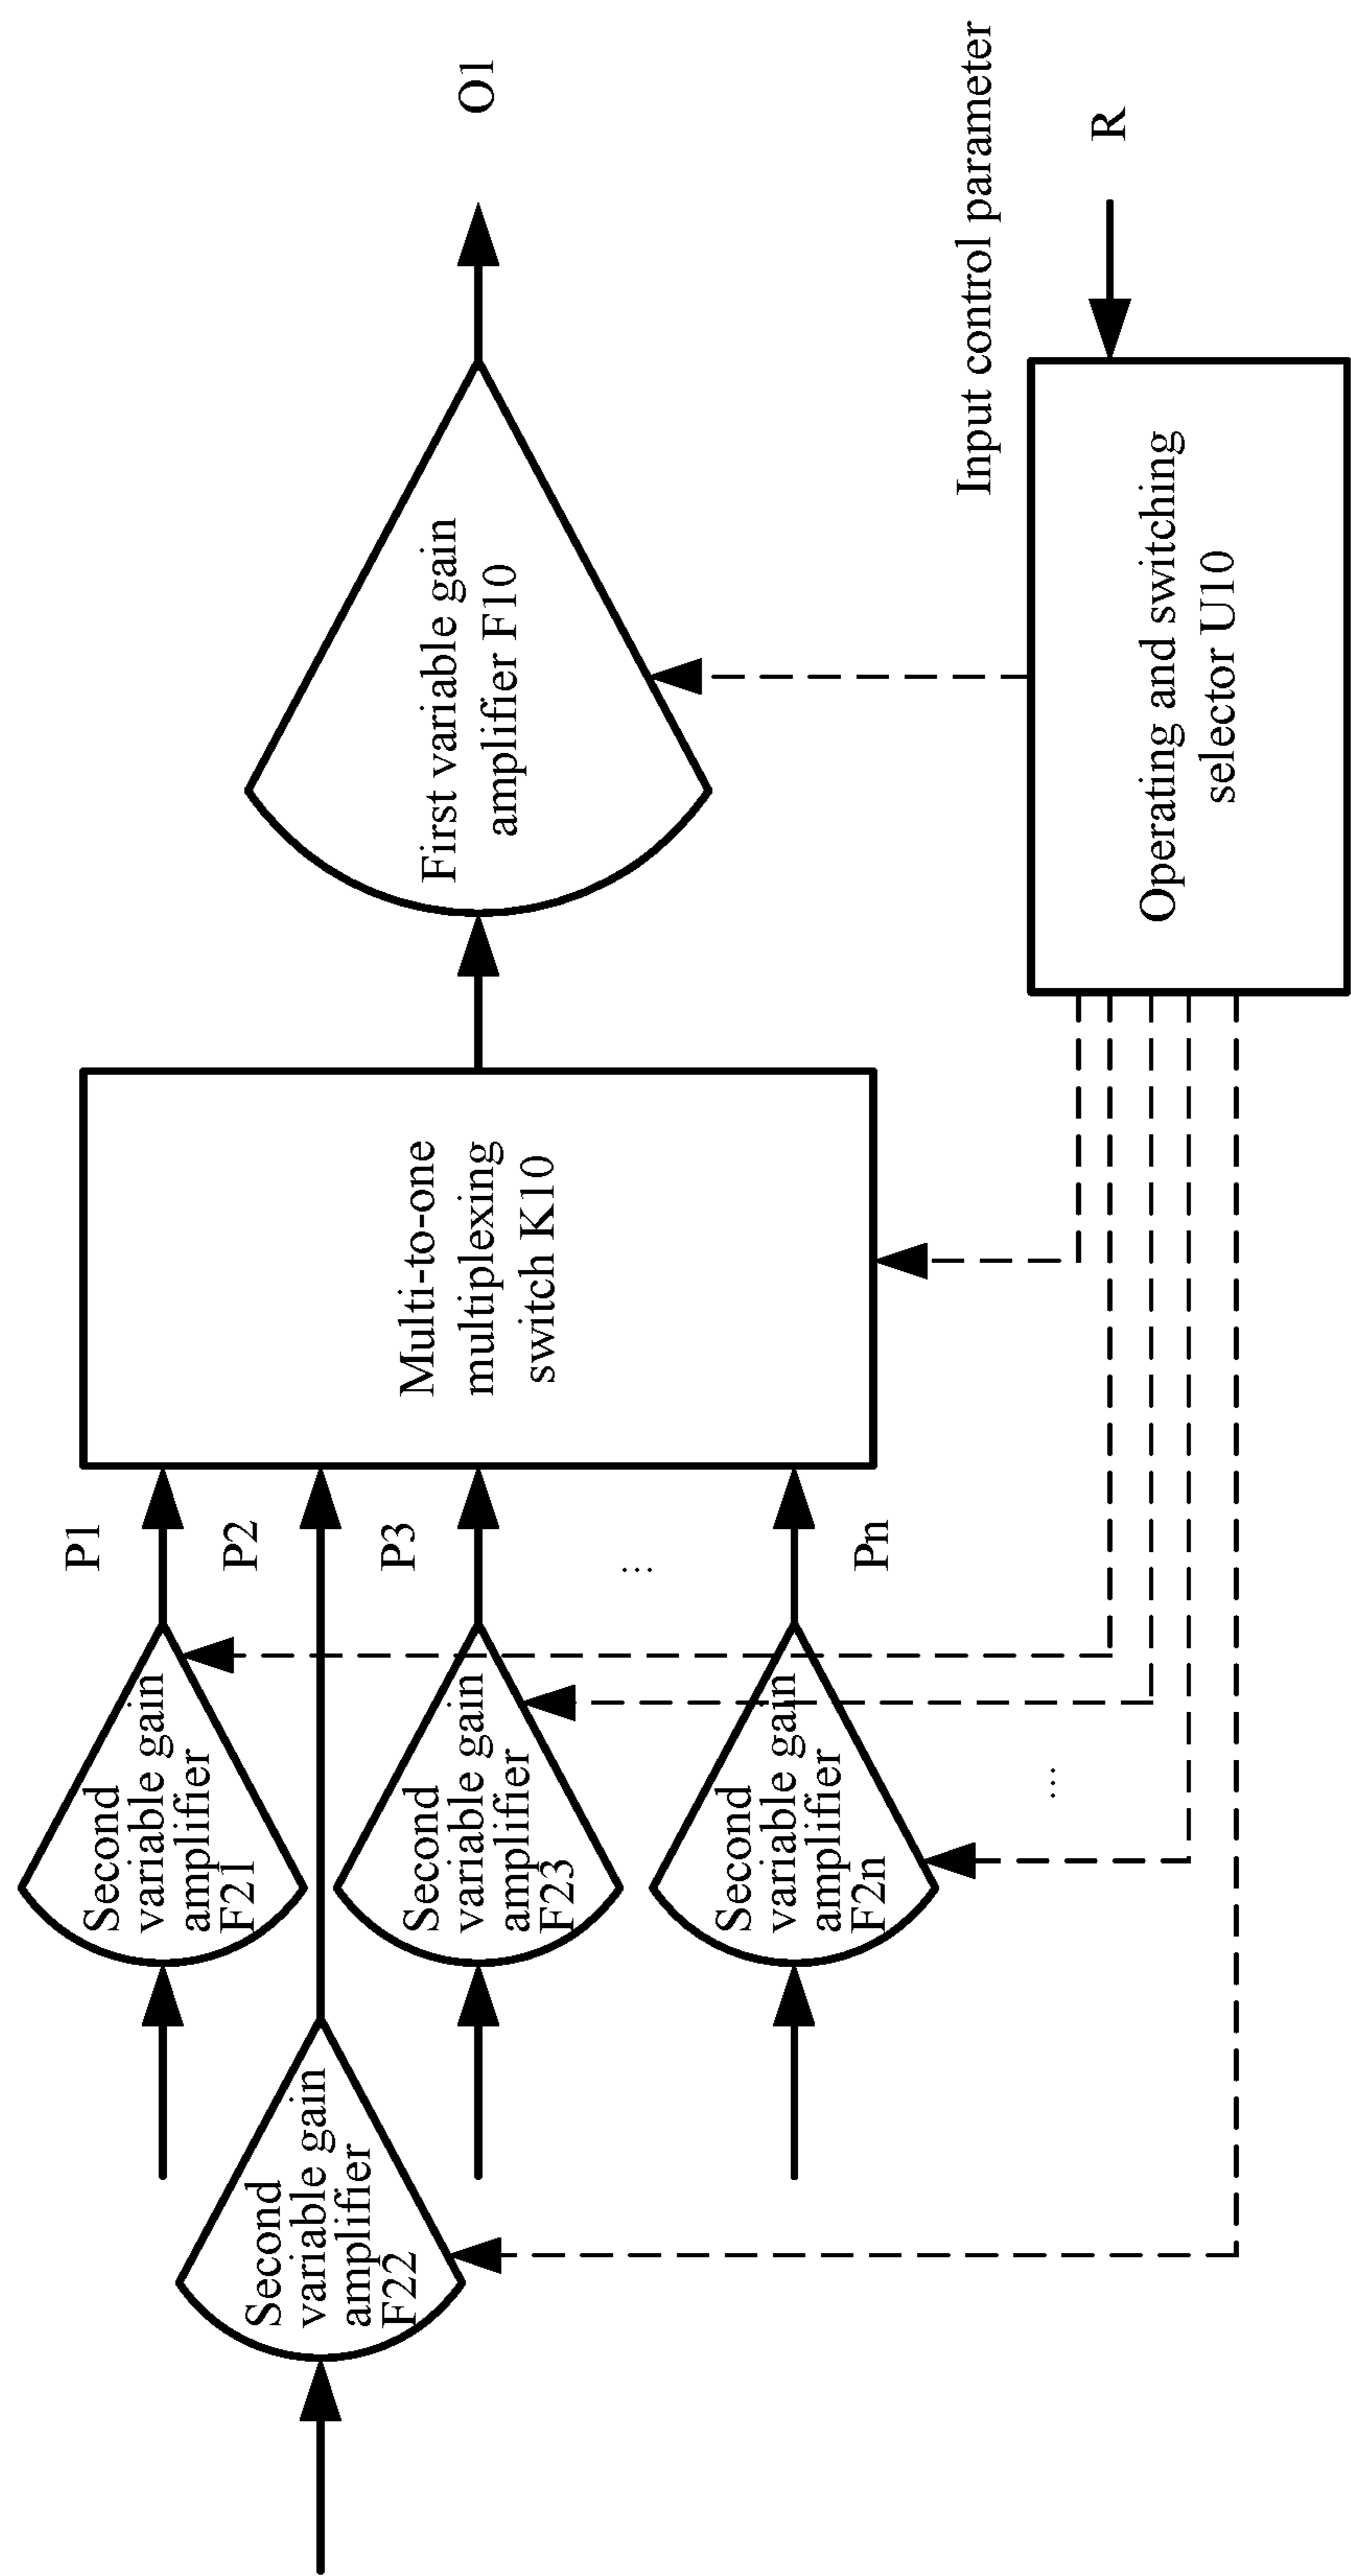 Second
variable gain
amplifier
F21
P1
Second
variable gain
amplifier
F22
P2
Second
variable gain
amplifier
F23
P3
...
Second
variable gain
amplifier
F2n
Pn
...
Multi-to-one
multiplexing
switch K10
First variable gain
amplifier F10
O1
Input control parameter
R
Operating and switching
selector U10